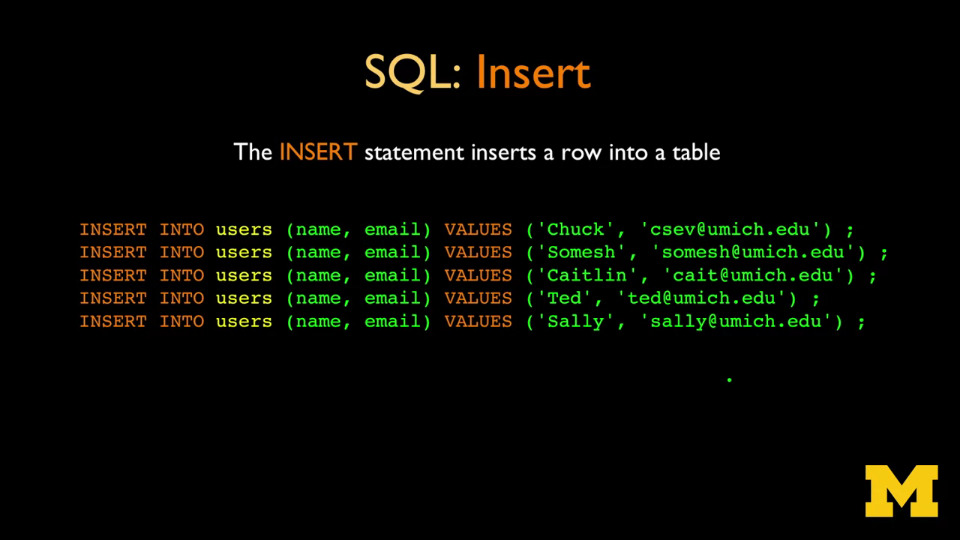 SQL: Insert
The INSERT statement inserts a row into a table
INSERT INTO users (name, email) VALUES ('Chuck', 'csev@umich.edu') ;
INSERT INTO users (name, email) VALUES ('Somesh', 'somesh@umich.edu') ;
INSERT INTO users (name, email) VALUES ('Caitlin', 'cait@umich.edu') ;
INSERT INTO users (name, email) VALUES ('Ted', 'ted@umich.edu') ;
INSERT INTO users (name, email) VALUES ('Sally', 'sally@umich.edu') ;
.
M